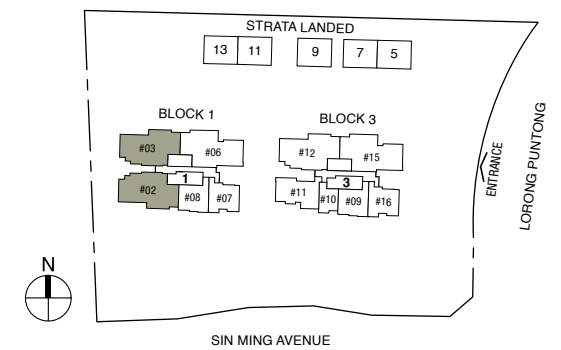 STRATA LANDED
13 11 9 7 5
BLOCK 1
BLOCK 3
#03 #06
#12 #15
1
3
#02 #08 #07
#11 #10 #09 #16
ENTRANCE
LORONG PUNTONG
N
SIN MING AVENUE